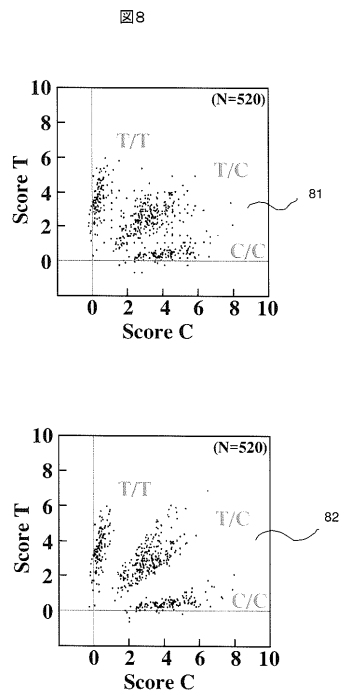 図8
(N=520)
T/T
T/C
C/C
81
Score T
10
8
6
4
2
0
0 2 4 6 8 10
Score C
(N=520)
T/T
T/C
C/C
82
Score T
10
8
6
4
2
0
0 2 4 6 8 10
Score C